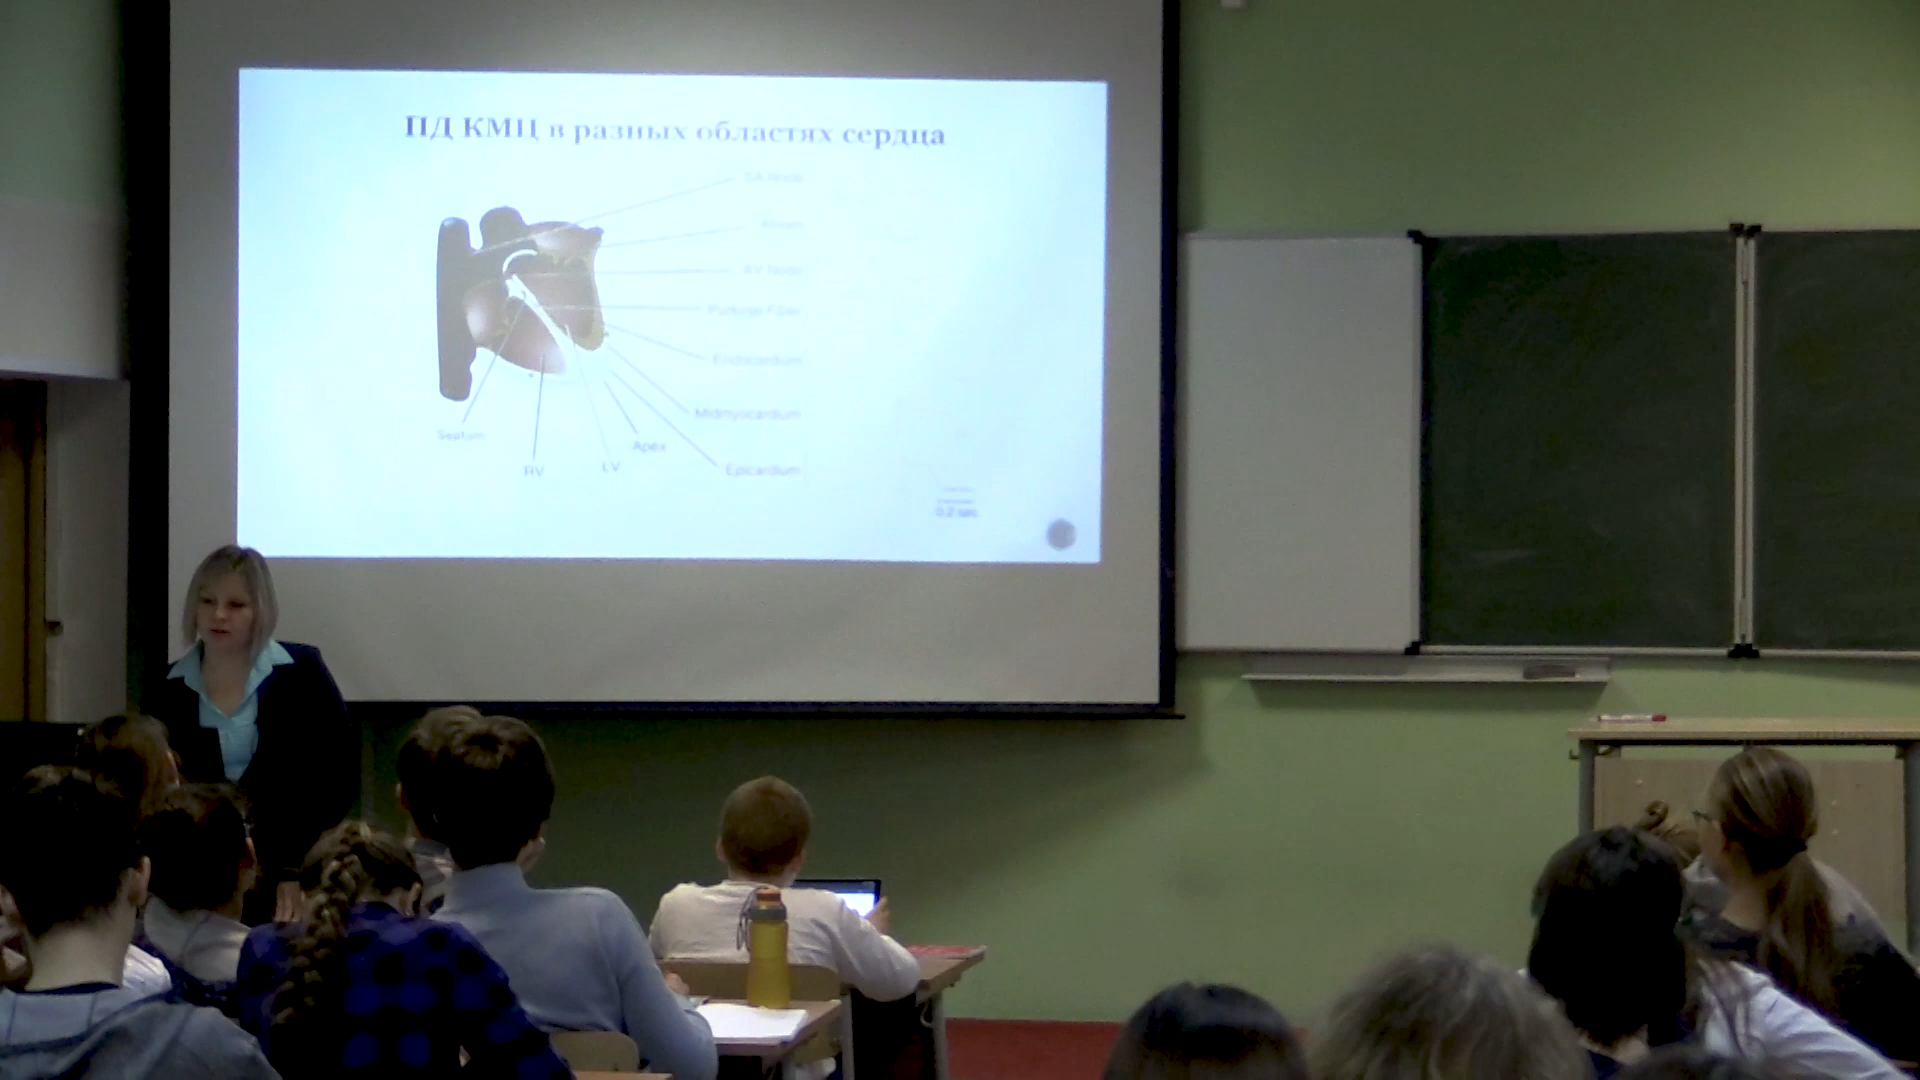 ПД КМЦ в разных областях сердца
SA Node
Atrium
AV Node
Purkinje Fiber
Endocardium
Midmyocardium
Septum
Apex
RV
LV
Epicardium
0.2 sec